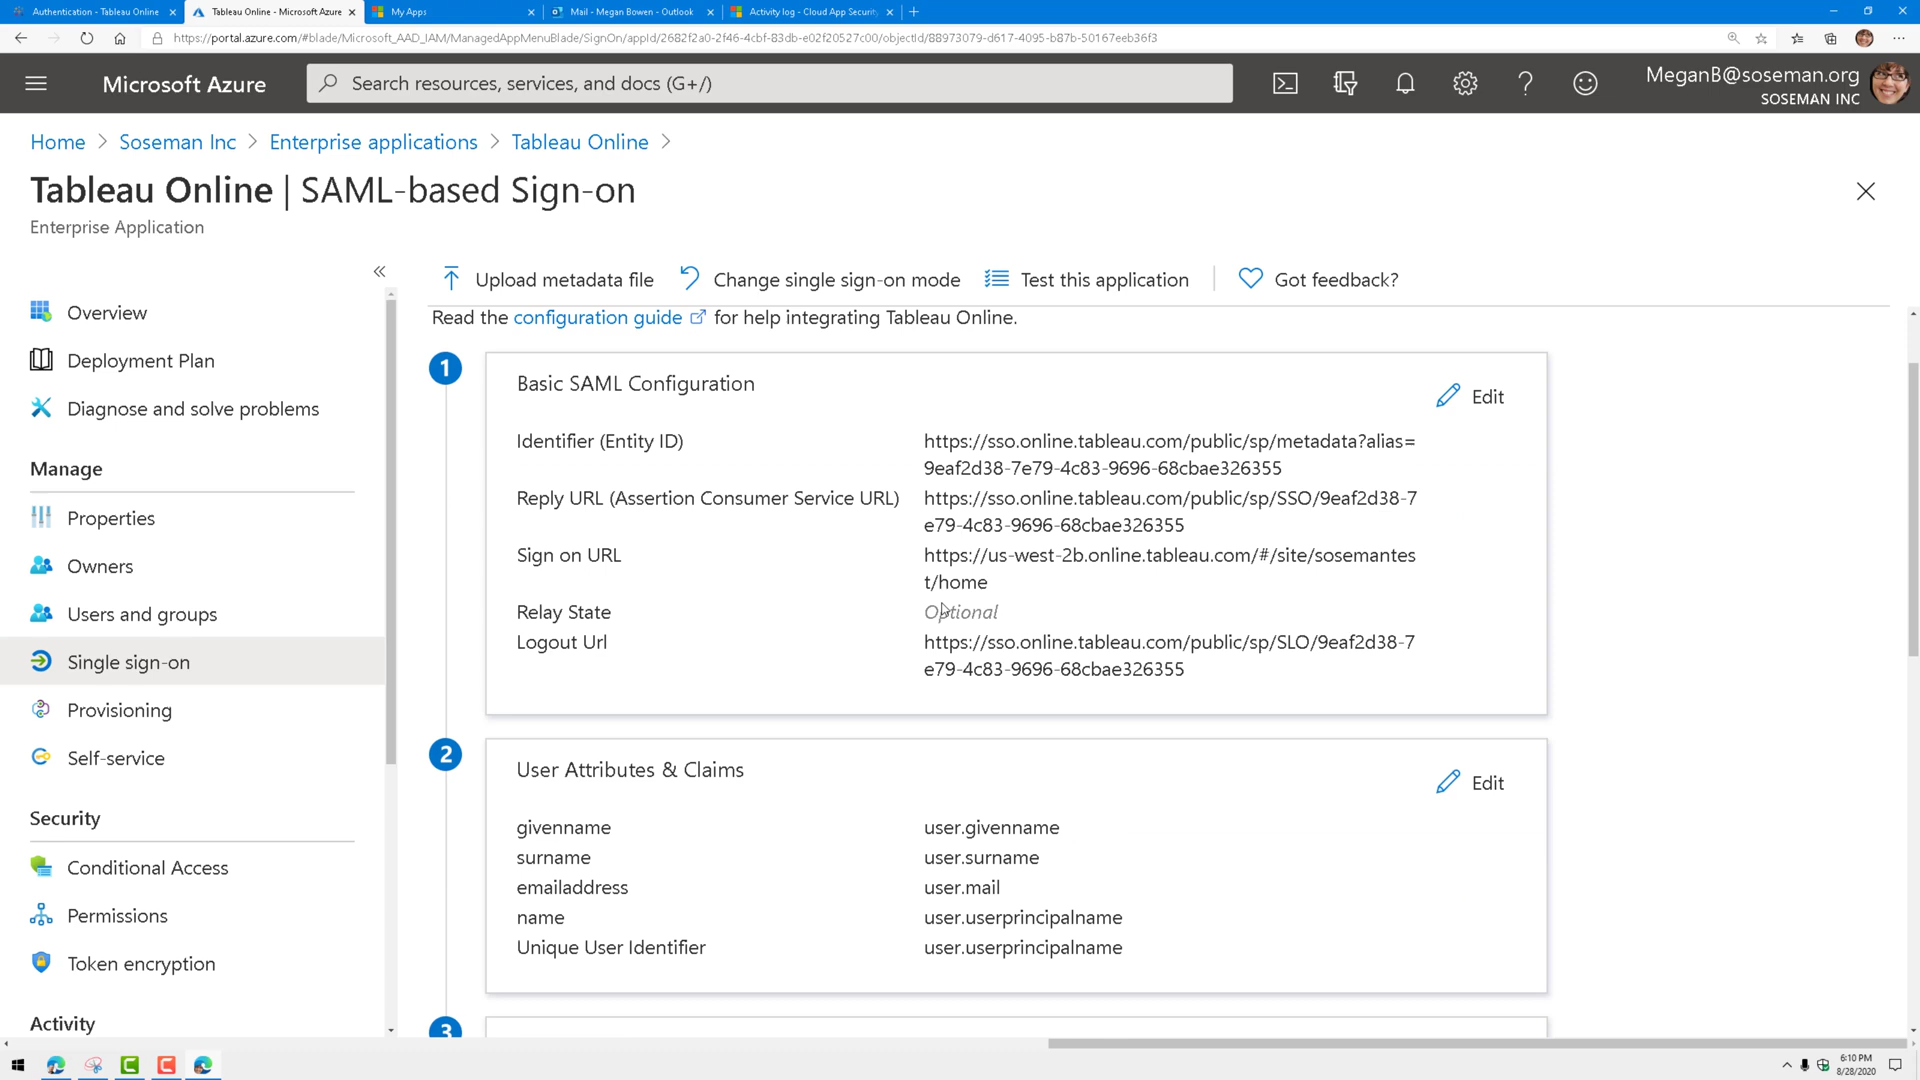 Authentication - Tableau Online
Tableau Online - Microsoft Azure
My Apps
Mail - Megan Bowen - Outlook
Activity log - Cloud App Security
https://portal.azure.com/#blade/Microsoft_AAD_IAM/ManagedAppMenuBlade/SignOn/appId/2682f2a0-2f46-4cbf-83db-e02f20527c00/objectId/88973079-d617-4095-b87b-50167eeb36f3
Microsoft Azure
Search resources, services, and docs (G+/)
MeganB@soseman.org
SOSEMAN INC
Home > Soseman Inc > Enterprise applications > Tableau Online >
Tableau Online | SAML-based Sign-on
Enterprise Application
Upload metadata file
Change single sign-on mode
Test this application
Got feedback?
Overview
Deployment Plan
Diagnose and solve problems
Manage
Properties
Owners
Users and groups
Single sign-on
Provisioning
Self-service
Security
Conditional Access
Permissions
Token encryption
Activity
Read the configuration guide for help integrating Tableau Online.
1
Basic SAML Configuration
Edit
Identifier (Entity ID)
https://sso.online.tableau.com/public/sp/metadata?alias=
9eaf2d38-7e79-4c83-9696-68cbae326355
Reply URL (Assertion Consumer Service URL)
https://sso.online.tableau.com/public/sp/SSO/9eaf2d38-7
e79-4c83-9696-68cbae326355
Sign on URL
https://us-west-2b.online.tableau.com/#/site/sosemantes
t/home
Relay State
Optional
Logout Url
https://sso.online.tableau.com/public/sp/SLO/9eaf2d38-7
e79-4c83-9696-68cbae326355
2
User Attributes & Claims
Edit
givenname user.givenname
surname user.surname
emailaddress user.mail
name user.userprincipalname
Unique User Identifier user.userprincipalname
3
6:10 PM
8/28/2020